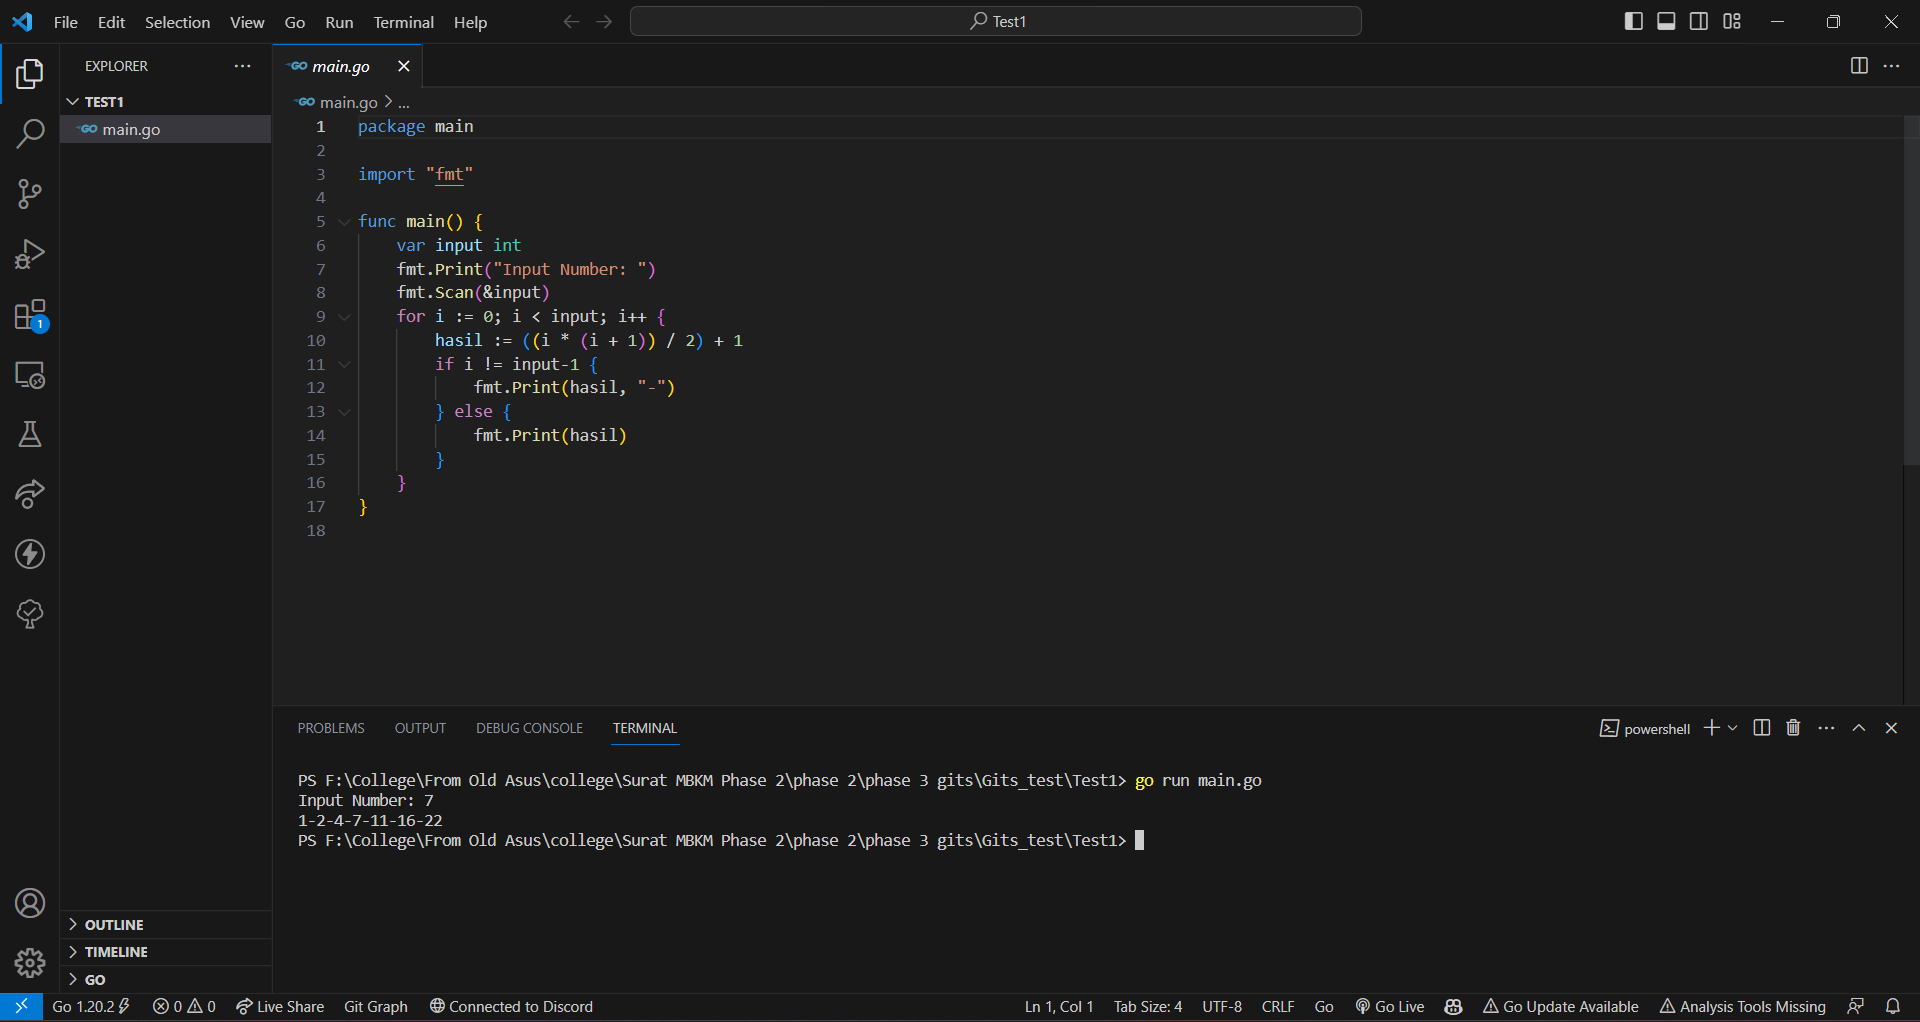 File Edit Selection View Go Run Terminal Help
Test1
EXPLORER
TEST1
GO main.go
OUTLINE
TIMELINE
GO
1
GO main.go
GO main.go > ...
1 package main
2
3 import "fmt"
4
5 func main() {
6 var input int
7 fmt.Print("Input Number: ")
8 fmt.Scan(&input)
9 for i := 0; i < input; i++ {
10 hasil := ((i * (i + 1)) / 2) + 1
11 if i != input-1 {
12 fmt.Print(hasil, "-")
13 } else {
14 fmt.Print(hasil)
15 }
16 }
17 }
18
PROBLEMS OUTPUT DEBUG CONSOLE TERMINAL
powershell
PS F:\College\From Old Asus\college\Surat MBKM Phase 2\phase 2\phase 3 gits\Gits_test\Test1> go run main.go
Input Number: 7
1-2-4-7-11-16-22
PS F:\College\From Old Asus\college\Surat MBKM Phase 2\phase 2\phase 3 gits\Gits_test\Test1>
Go 1.20.2 0 0 Live Share Git Graph Connected to Discord Ln 1, Col 1 Tab Size: 4 UTF-8 CRLF Go Go Live Go Update Available Analysis Tools Missing